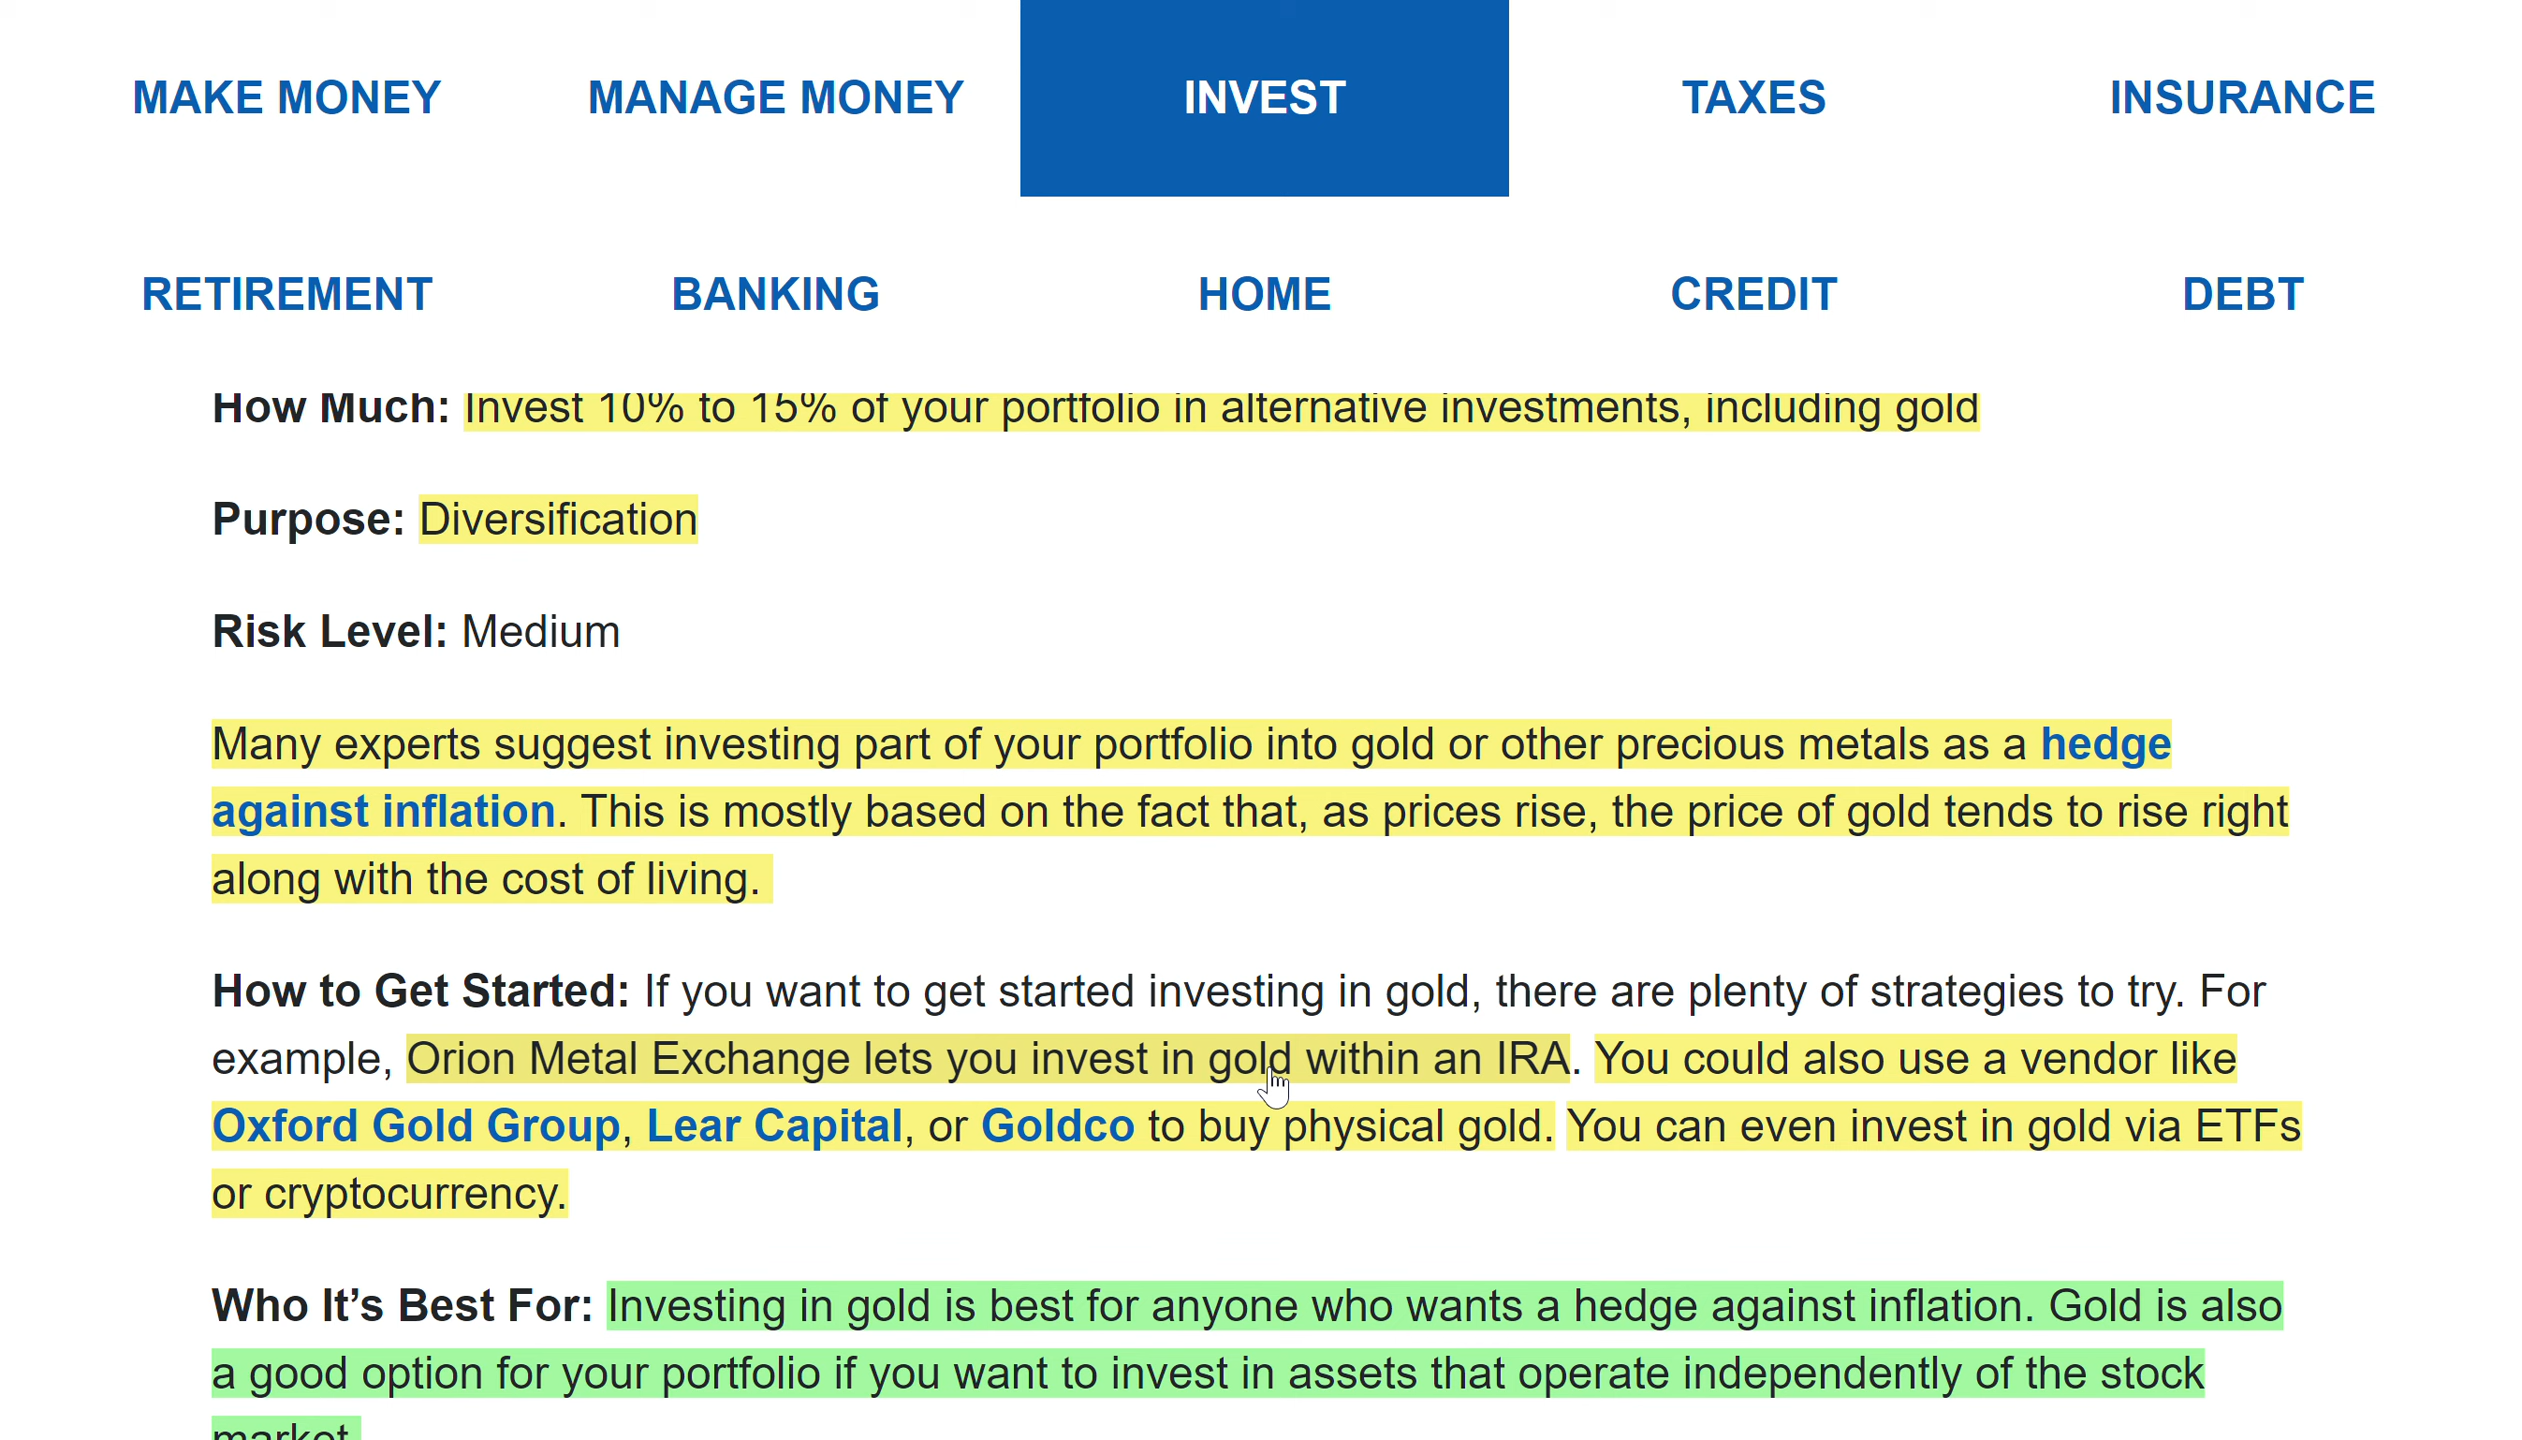 MAKE MONEY MANAGE MONEY INVEST TAXES INSURANCE
RETIREMENT BANKING HOME CREDIT DEBT
How Much: Invest 10% to 15% of your portfolio in alternative investments, including gold
Purpose: Diversification
Risk Level: Medium
Many experts suggest investing part of your portfolio into gold or other precious metals as a hedge
against inflation. This is mostly based on the fact that, as prices rise, the price of gold tends to rise right
along with the cost of living.
How to Get Started: If you want to get started investing in gold, there are plenty of strategies to try. For
example, Orion Metal Exchange lets you invest in gold within an IRA. You could also use a vendor like
Oxford Gold Group, Lear Capital, or Goldco to buy physical gold. You can even invest in gold via ETFs
or cryptocurrency.
Who It’s Best For: Investing in gold is best for anyone who wants a hedge against inflation. Gold is also
a good option for your portfolio if you want to invest in assets that operate independently of the stock
market.